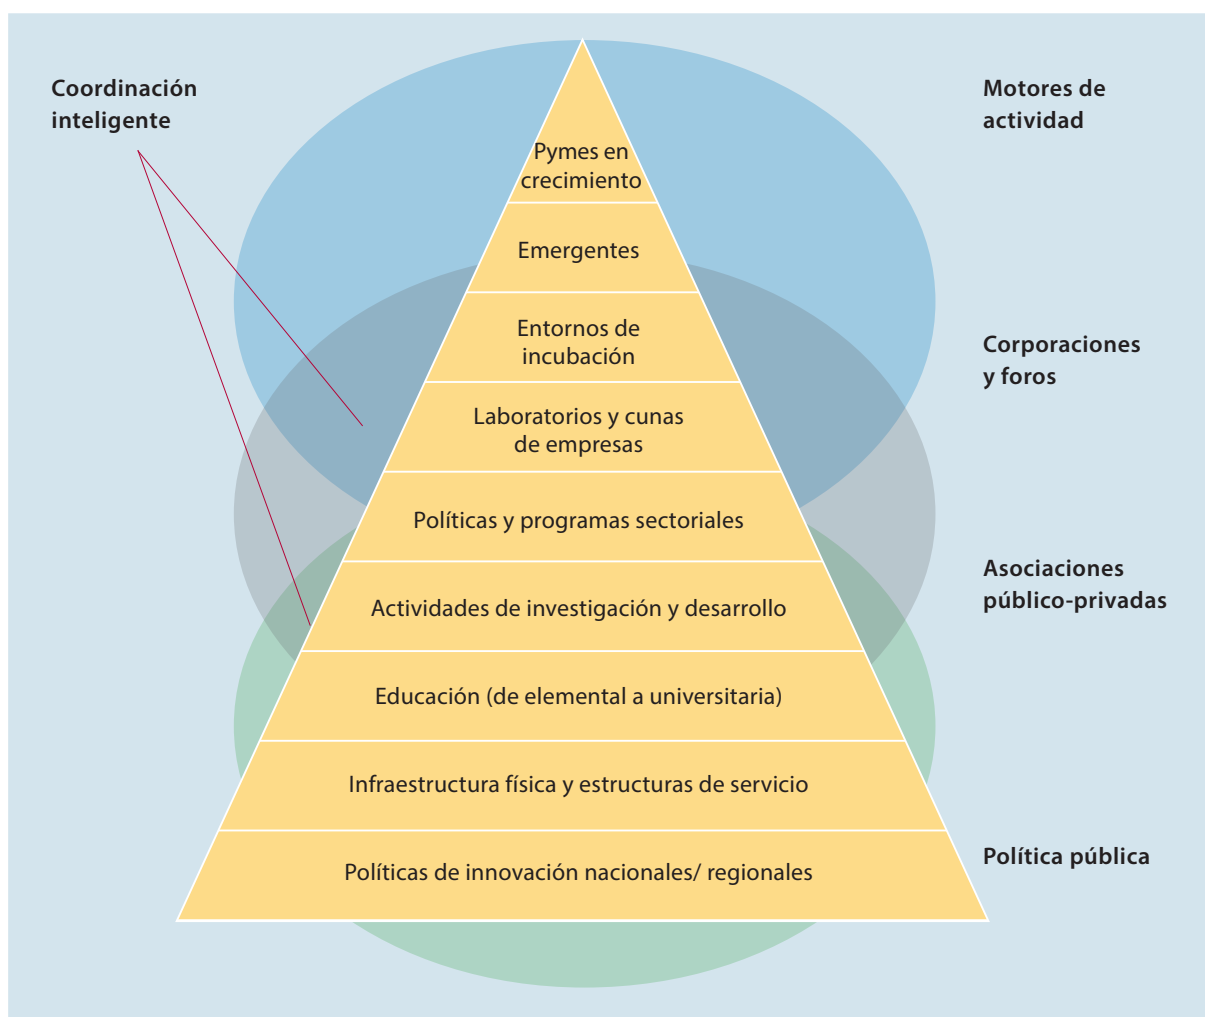 Coordinación
inteligente
Motores de
actividad
Pymes en
crecimiento
Emergentes
Entornos de
incubación
Corporaciones
y foros
Laboratorios y cunas
de empresas
Políticas y programas sectoriales
Asociaciones
público-privadas
Actividades de investigación y desarrollo
Educación (de elemental a universitaria)
Infraestructura física y estructuras de servicio
Política pública
Políticas de innovación nacionales/ regionales